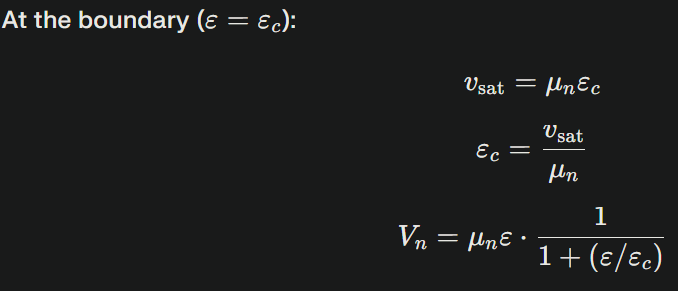 At the boundary (ε = ε_c):
v_sat = μ_n ε_c
ε_c = v_sat / μ_n
V_n = μ_n ε · 1 / (1 + (ε/ε_c))